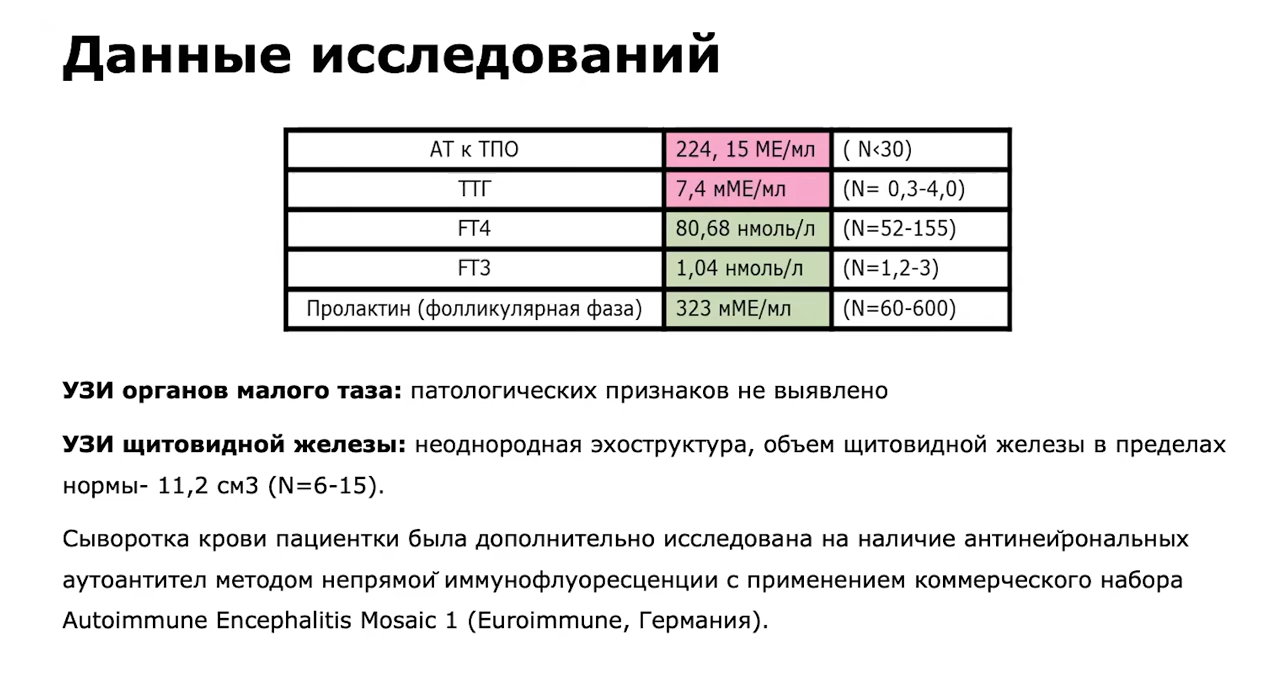 Данные исследований
АТ к ТПО 224, 15 МЕ/мл ( N<30)
ТТГ 7,4 мМЕ/мл (N= 0,3-4,0)
FT4 80,68 нмоль/л (N=52-155)
FT3 1,04 нмоль/л (N=1,2-3)
Пролактин (фолликулярная фаза) 323 мМЕ/мл (N=60-600)
УЗИ органов малого таза: патологических признаков не выявлено
УЗИ щитовидной железы: неоднородная эхоструктура, объем щитовидной железы в пределах
нормы- 11,2 см3 (N=6-15).
Сыворотка крови пациентки была дополнительно исследована на наличие антинейрональных
аутоантител методом непрямой иммунофлуоресценции с применением коммерческого набора
Autoimmune Encephalitis Mosaic 1 (Euroimmune, Германия).